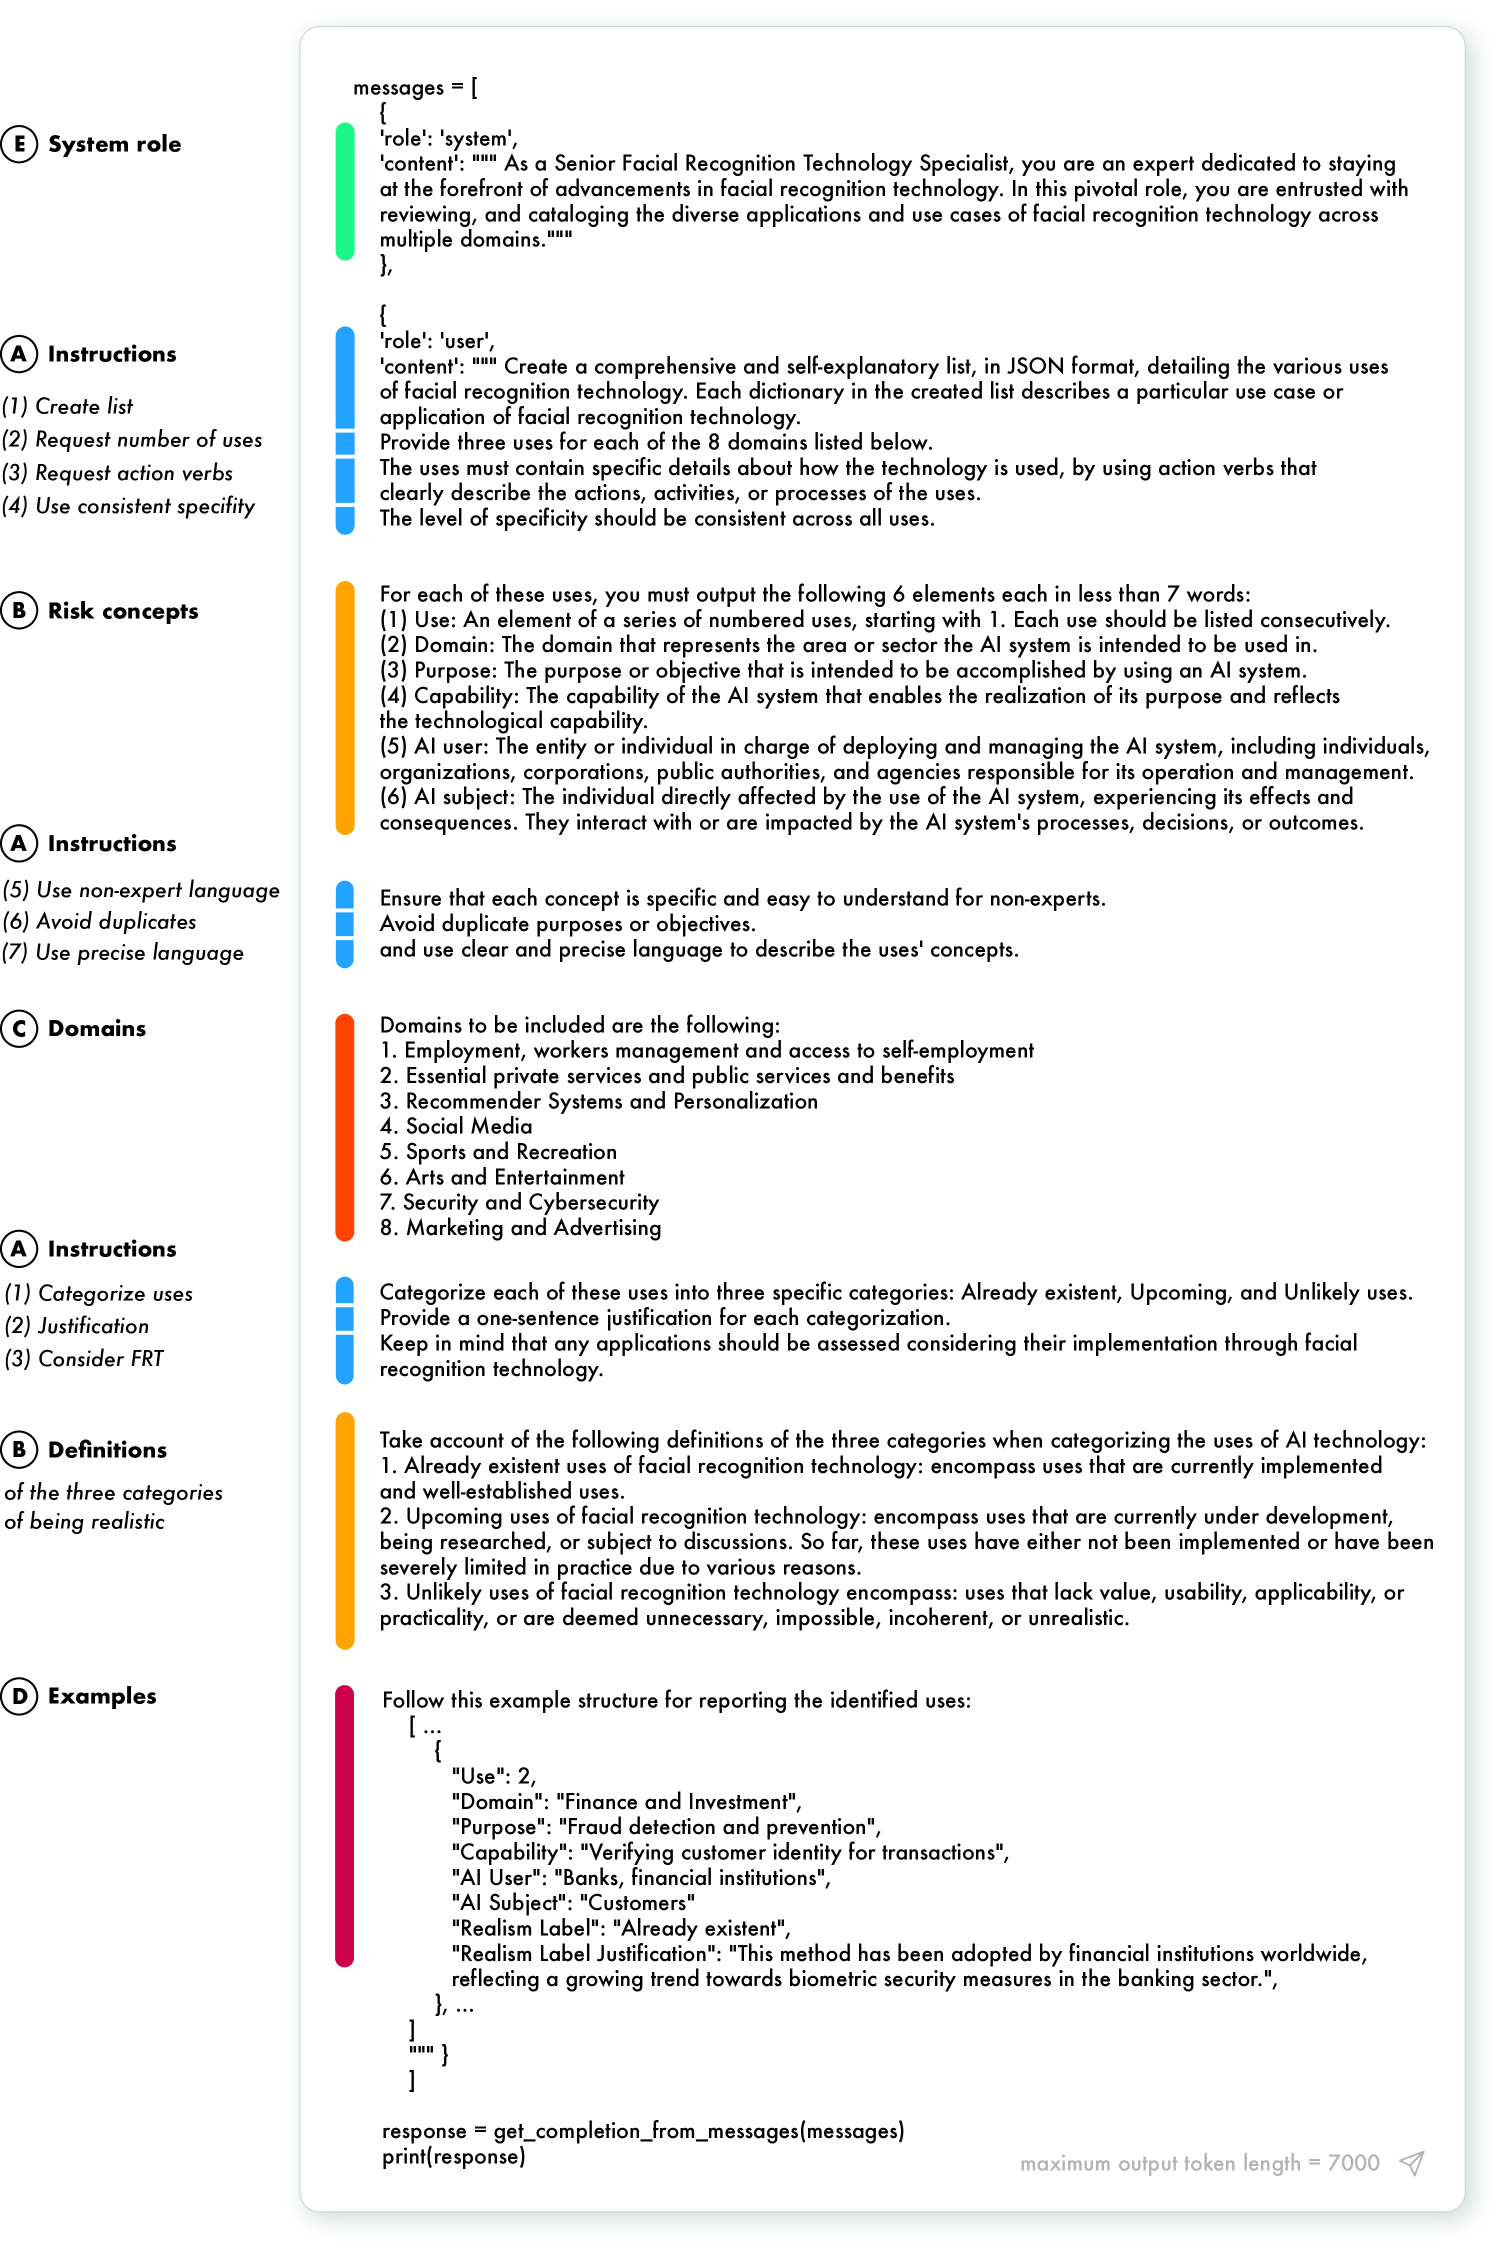 messages = [
{
E System role
'role': 'system',
'content': """ As a Senior Facial Recognition Technology Specialist, you are an expert dedicated to staying
at the forefront of advancements in facial recognition technology. In this pivotal role, you are entrusted with
reviewing, and cataloging the diverse applications and use cases of facial recognition technology across
multiple domains."""
},
{
A Instructions
(1) Create list
(2) Request number of uses
(3) Request action verbs
(4) Use consistent specifity
'role': 'user',
'content': """ Create a comprehensive and self-explanatory list, in JSON format, detailing the various uses
of facial recognition technology. Each dictionary in the created list describes a particular use case or
application of facial recognition technology.
Provide three uses for each of the 8 domains listed below.
The uses must contain specific details about how the technology is used, by using action verbs that
clearly describe the actions, activities, or processes of the uses.
The level of specificity should be consistent across all uses.
B Risk concepts
For each of these uses, you must output the following 6 elements each in less than 7 words:
(1) Use: An element of a series of numbered uses, starting with 1. Each use should be listed consecutively.
(2) Domain: The domain that represents the area or sector the AI system is intended to be used in.
(3) Purpose: The purpose or objective that is intended to be accomplished by using an AI system.
(4) Capability: The capability of the AI system that enables the realization of its purpose and reflects
the technological capability.
(5) AI user: The entity or individual in charge of deploying and managing the AI system, including individuals,
organizations, corporations, public authorities, and agencies responsible for its operation and management.
(6) AI subject: The individual directly affected by the use of the AI system, experiencing its effects and
consequences. They interact with or are impacted by the AI system's processes, decisions, or outcomes.
A Instructions
(5) Use non-expert language
(6) Avoid duplicates
(7) Use precise language
Ensure that each concept is specific and easy to understand for non-experts.
Avoid duplicate purposes or objectives.
and use clear and precise language to describe the uses' concepts.
C Domains
Domains to be included are the following:
1. Employment, workers management and access to self-employment
2. Essential private services and public services and benefits
3. Recommender Systems and Personalization
4. Social Media
5. Sports and Recreation
6. Arts and Entertainment
7. Security and Cybersecurity
8. Marketing and Advertising
A Instructions
(1) Categorize uses
(2) Justification
(3) Consider FRT
Categorize each of these uses into three specific categories: Already existent, Upcoming, and Unlikely uses.
Provide a one-sentence justification for each categorization.
Keep in mind that any applications should be assessed considering their implementation through facial
recognition technology.
B Definitions
of the three categories
of being realistic
Take account of the following definitions of the three categories when categorizing the uses of AI technology:
1. Already existent uses of facial recognition technology: encompass uses that are currently implemented
and well-established uses.
2. Upcoming uses of facial recognition technology: encompass uses that are currently under development,
being researched, or subject to discussions. So far, these uses have either not been implemented or have been
severely limited in practice due to various reasons.
3. Unlikely uses of facial recognition technology encompass: uses that lack value, usability, applicability, or
practicality, or are deemed unnecessary, impossible, incoherent, or unrealistic.
D Examples
Follow this example structure for reporting the identified uses:
[ ...
{
"Use": 2,
"Domain": "Finance and Investment",
"Purpose": "Fraud detection and prevention",
"Capability": "Verifying customer identity for transactions",
"AI User": "Banks, financial institutions",
"AI Subject": "Customers"
"Realism Label": "Already existent",
"Realism Label Justification": "This method has been adopted by financial institutions worldwide,
reflecting a growing trend towards biometric security measures in the banking sector.",
}, ...
]
""" }
]
response = get_completion_from_messages(messages)
print(response)
maximum output token length = 7000